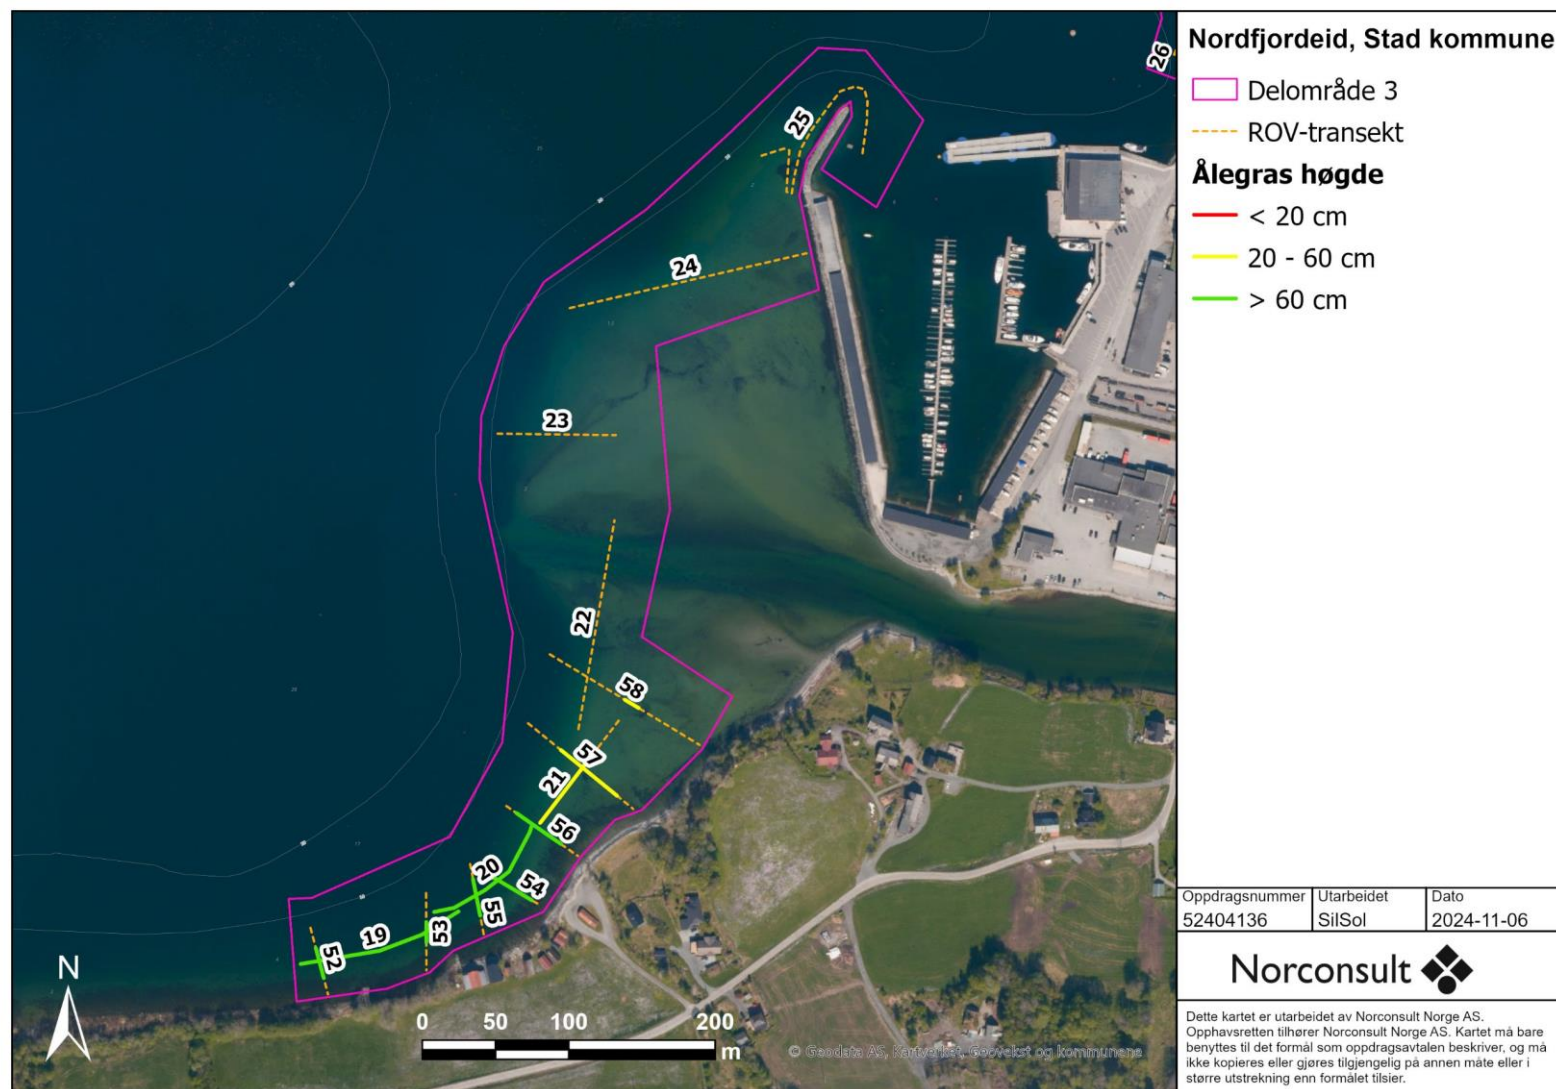 Nordfjordeid, Stad kommune
Delområde 3
ROV-transekt
Ålegras høgde
< 20 cm
20 - 60 cm
> 60 cm
26
25
24
23
22
58
57
21
56
20
54
55
53
19
52
N
0 50 100 200
m
© Geodata AS, Kartverket, Geovekst og kommunene
Oppdragsnummer Utarbeidet Dato
52404136 SilSol 2024-11-06
Norconsult
Dette kartet er utarbeidet av Norconsult Norge AS.
Opphavsretten tilhører Norconsult Norge AS. Kartet må bare
benyttes til det formål som oppdragsavtalen beskriver, og må
ikke kopieres eller gjøres tilgjengelig på annen måte eller i
større utstrekning enn formålet tilsier.